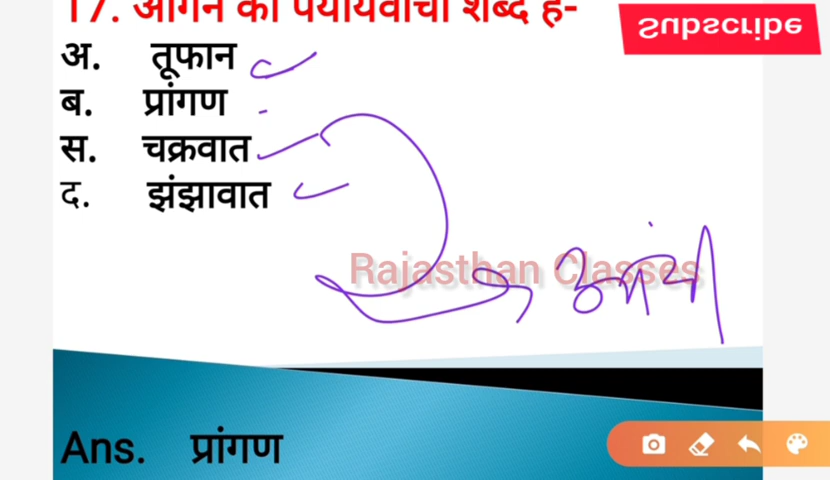 17. आँगन का पर्यायवाची शब्द है-
Subscribe
अ. तूफान
ब. प्रांगण
स. चक्रवात
द. झंझावात
Rajasthan Classes
Ans. प्रांगण